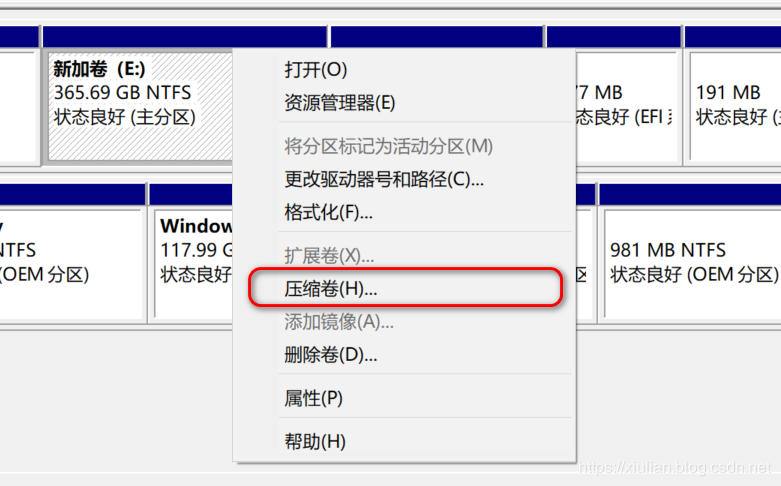 新加卷 (E:)
365.69 GB NTFS
状态良好 (主分区)
打开(O)
资源管理器(E)
将分区标记为活动分区(M)
更改驱动器号和路径(C)...
格式化(F)...
扩展卷(X)...
压缩卷(H)...
添加镜像(A)...
删除卷(D)...
属性(P)
帮助(H)
7 MB
态良好 (EFI
191 MB
状态良好 (
NTFS
(OEM 分区)
Window
117.99 G
状态良好
区
981 MB NTFS
状态良好 (OEM 分区)
https://xiulian.blog.csdn.net